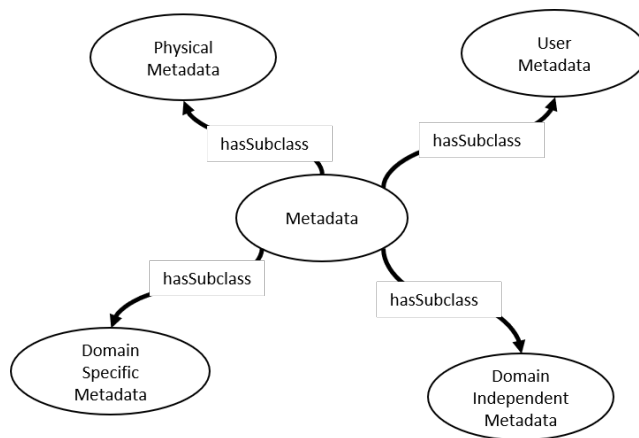 Physical
Metadata
User
Metadata
hasSubclass
hasSubclass
Metadata
hasSubclass
hasSubclass
Domain
Specific
Metadata
Domain
Independent
Metadata